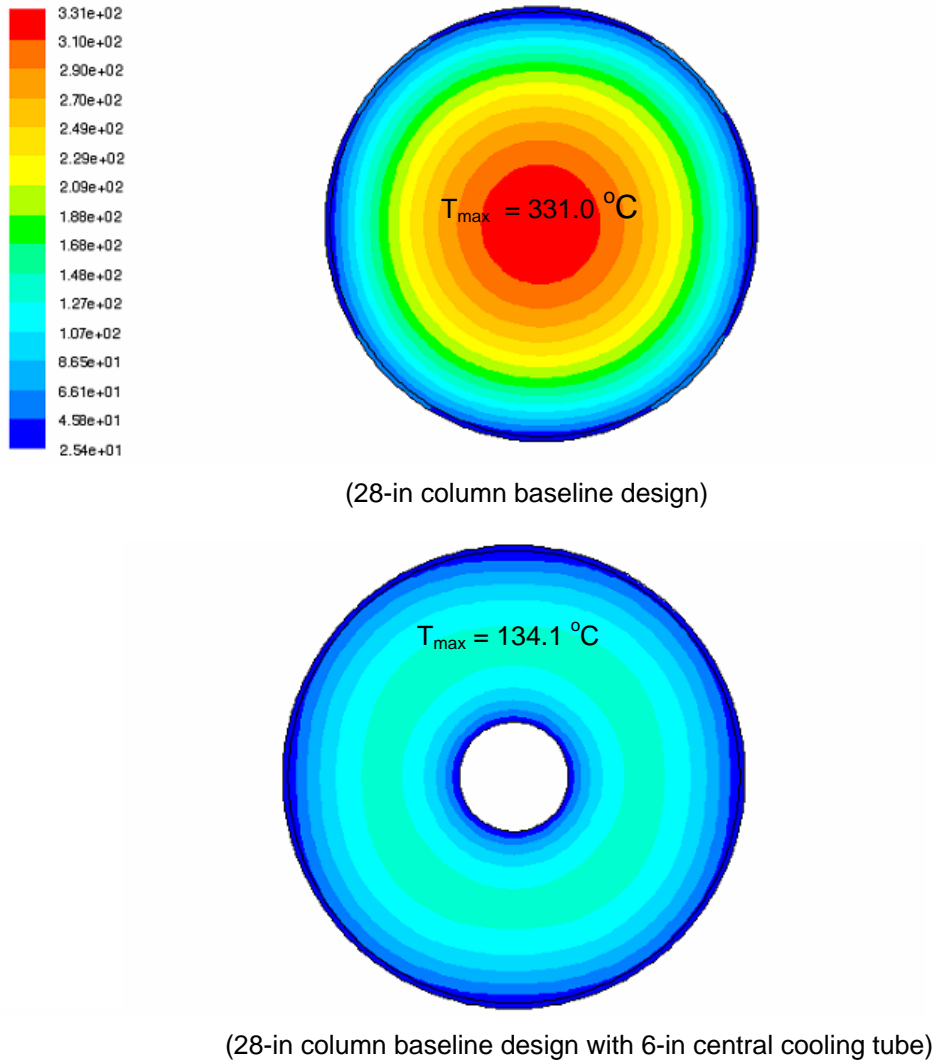 3.31e+02
3.10e+02
2.90e+02
2.70e+02
2.49e+02
2.29e+02
2.09e+02
1.88e+02
1.68e+02
1.48e+02
1.27e+02
1.07e+02
8.65e+01
6.61e+01
4.58e+01
2.54e+01
Tmax = 331.0 °C
(28-in column baseline design)
Tmax = 134.1 °C
(28-in column baseline design with 6-in central cooling tube)